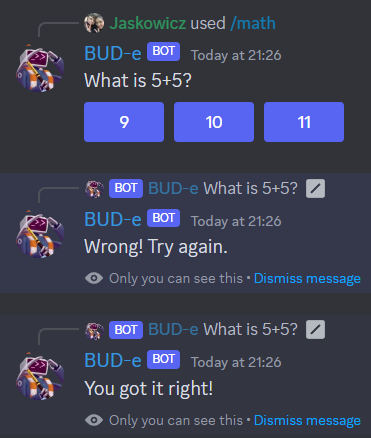 Jaskowicz used /math
BUD-e BOT Today at 21:26
What is 5+5?
9 10 11
BOT BUD-e What is 5+5?
BUD-e BOT Today at 21:26
Wrong! Try again.
Only you can see this • Dismiss message
BOT BUD-e What is 5+5?
BUD-e BOT Today at 21:26
You got it right!
Only you can see this • Dismiss message